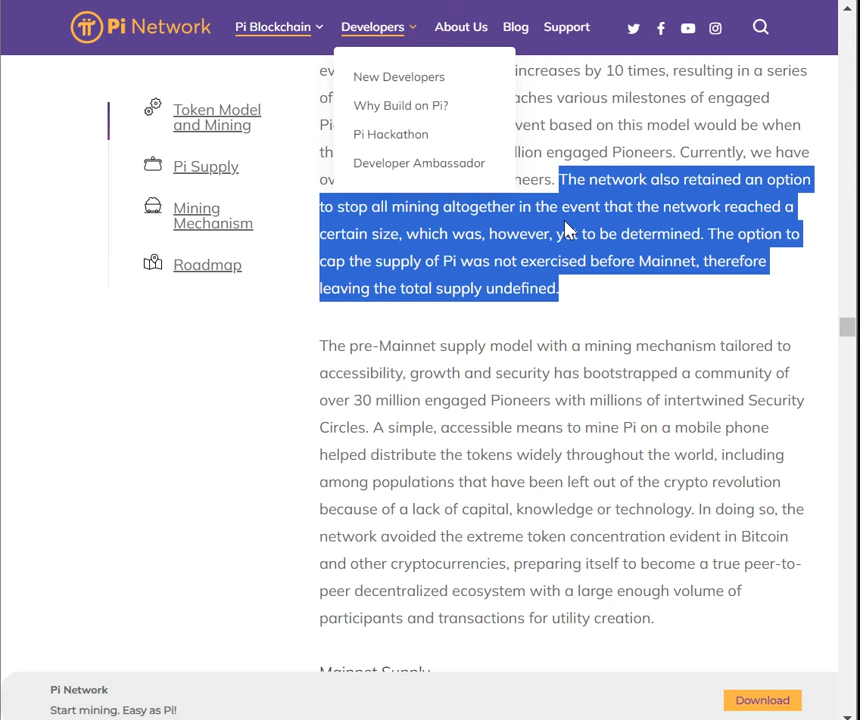 Pi Network
Pi Blockchain
Developers
About Us
Blog
Support
New Developers
Why Build on Pi?
Pi Hackathon
Developer Ambassador
Token Model
and Mining
Pi Supply
Mining
Mechanism
Roadmap
increases by 10 times, resulting in a series
of aches various milestones of engaged
vent based on this model would be when
th llion engaged Pioneers. Currently, we have
neers. The network also retained an option
to stop all mining altogether in the event that the network reached a
certain size, which was, however, yet to be determined. The option to
cap the supply of Pi was not exercised before Mainnet, therefore
leaving the total supply undefined.
The pre-Mainnet supply model with a mining mechanism tailored to
accessibility, growth and security has bootstrapped a community of
over 30 million engaged Pioneers with millions of intertwined Security
Circles. A simple, accessible means to mine Pi on a mobile phone
helped distribute the tokens widely throughout the world, including
among populations that have been left out of the crypto revolution
because of a lack of capital, knowledge or technology. In doing so, the
network avoided the extreme token concentration evident in Bitcoin
and other cryptocurrencies, preparing itself to become a true peer-to-
peer decentralized ecosystem with a large enough volume of
participants and transactions for utility creation.
Mainnet Supply
Pi Network
Start mining. Easy as Pi!
Download